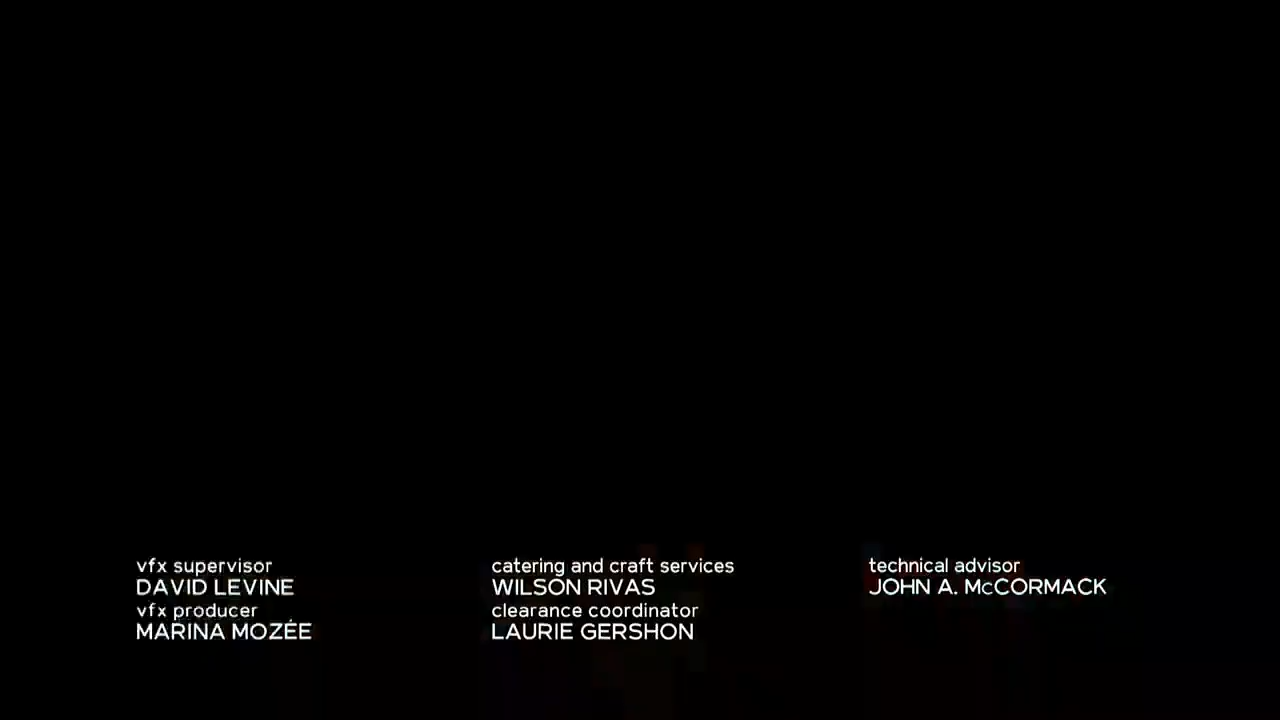 vfx supervisor
DAVID LEVINE
vfx producer
MARINA MOZÉE
catering and craft services
WILSON RIVAS
clearance coordinator
LAURIE GERSHON
technical advisor
JOHN A. McCORMACK